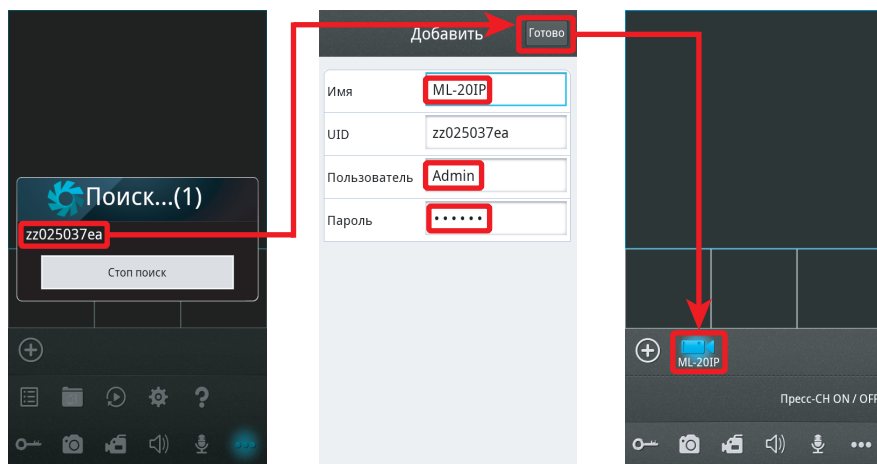 Поиск...(1)
zz025037ea
Стоп поиск
Добавить
Готово
Имя
ML-20IP
UID
zz025037ea
Пользователь
Admin
Пароль
••••••
ML-20IP
Пресс-CH ON / OFF